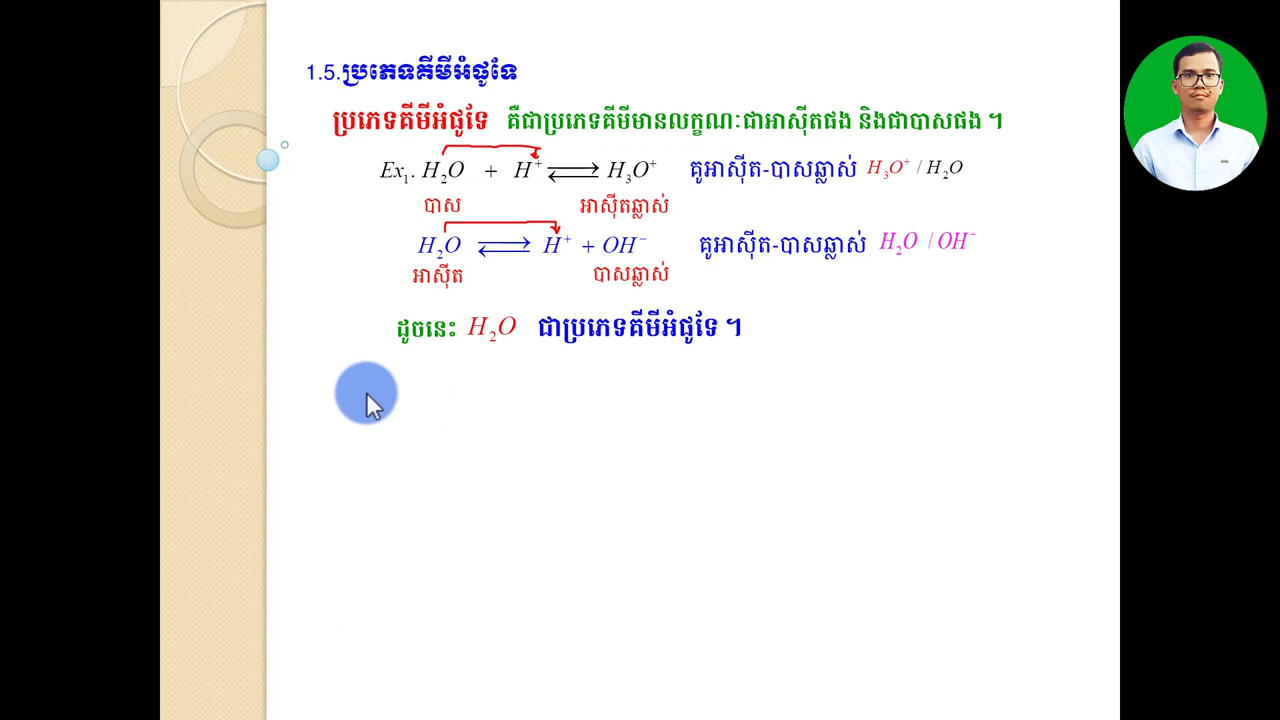 1.5.ប្រភេទគីមីអំផូទែ
ប្រភេទគីមីអំផូទែ គឺជាប្រភេទគីមីមានលក្ខណៈជាអាស៊ីតផង និងជាបាសផង ។
Ex₁. H₂O + H⁺ ⇌ H₃O⁺ គូអាស៊ីត-បាសឆ្លាស់ H₃O⁺ / H₂O
បាស អាស៊ីតឆ្លាស់
H₂O ⇌ H⁺ + OH⁻ គូអាស៊ីត-បាសឆ្លាស់ H₂O / OH⁻
អាស៊ីត បាសឆ្លាស់
ដូចនេះ H₂O ជាប្រភេទគីមីអំផូទែ ។